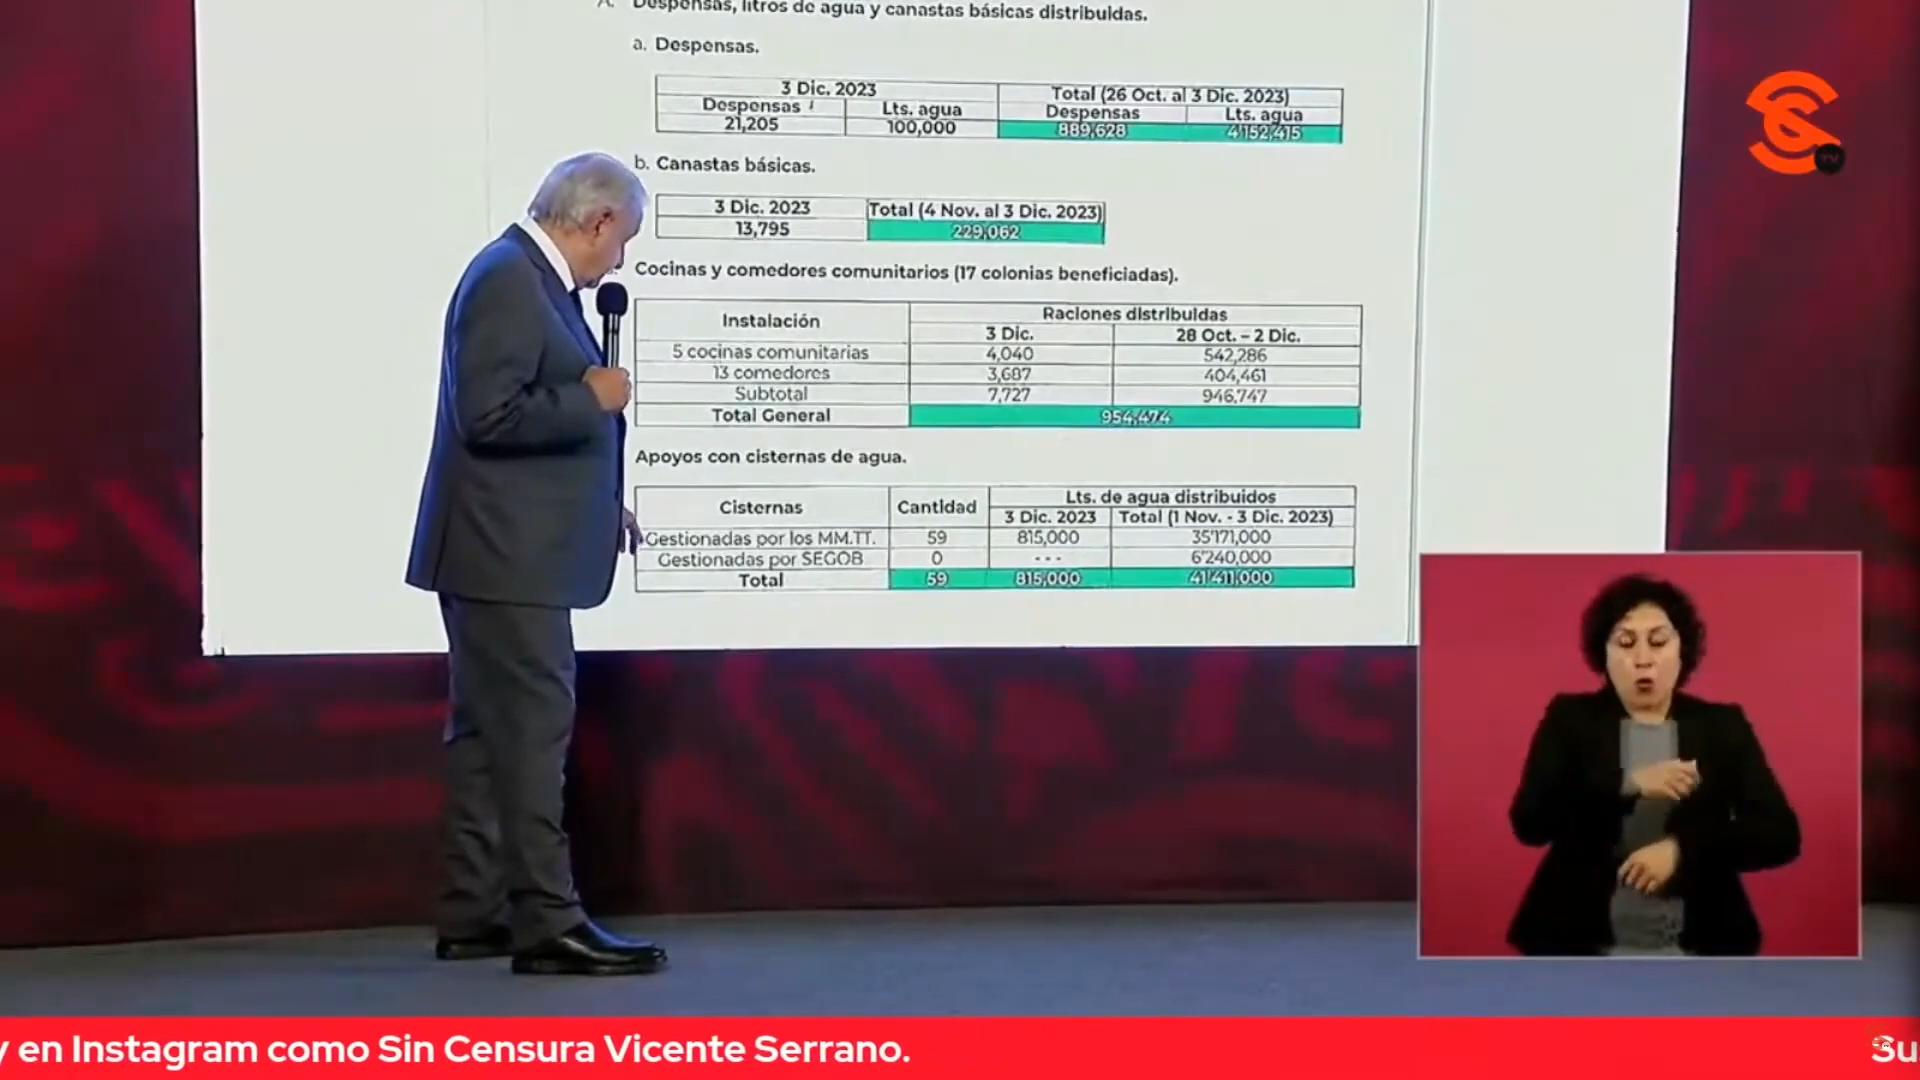 Despensas, litros de agua y canastas básicas distribuidas.
a. Despensas.
3 Dic. 2023
Total (26 Oct. al 3 Dic. 2023)
Despensas Lts. agua Despensas Lts. agua
21,205 100,000 889,628 4'152,415
b. Canastas básicas.
3 Dic. 2023 Total (4 Nov. al 3 Dic. 2023)
13,795 229,062
Cocinas y comedores comunitarios (17 colonias beneficiadas).
Instalación Raciones distribuidas
3 Dic. 28 Oct. – 2 Dic.
5 cocinas comunitarias 4,040 542,286
13 comedores 3,687 404,461
Subtotal 7,727 946,747
Total General 954,474
Apoyos con cisternas de agua.
Cisternas Cantidad Lts. de agua distribuidos
3 Dic. 2023 Total (1 Nov. - 3 Dic. 2023)
Gestionadas por los MM.TT. 59 815,000 35'171,000
Gestionadas por SEGOB 0 --- 6'240,000
Total 59 815,000 41'411,000
TV
y en Instagram como Sin Censura Vicente Serrano.
Su